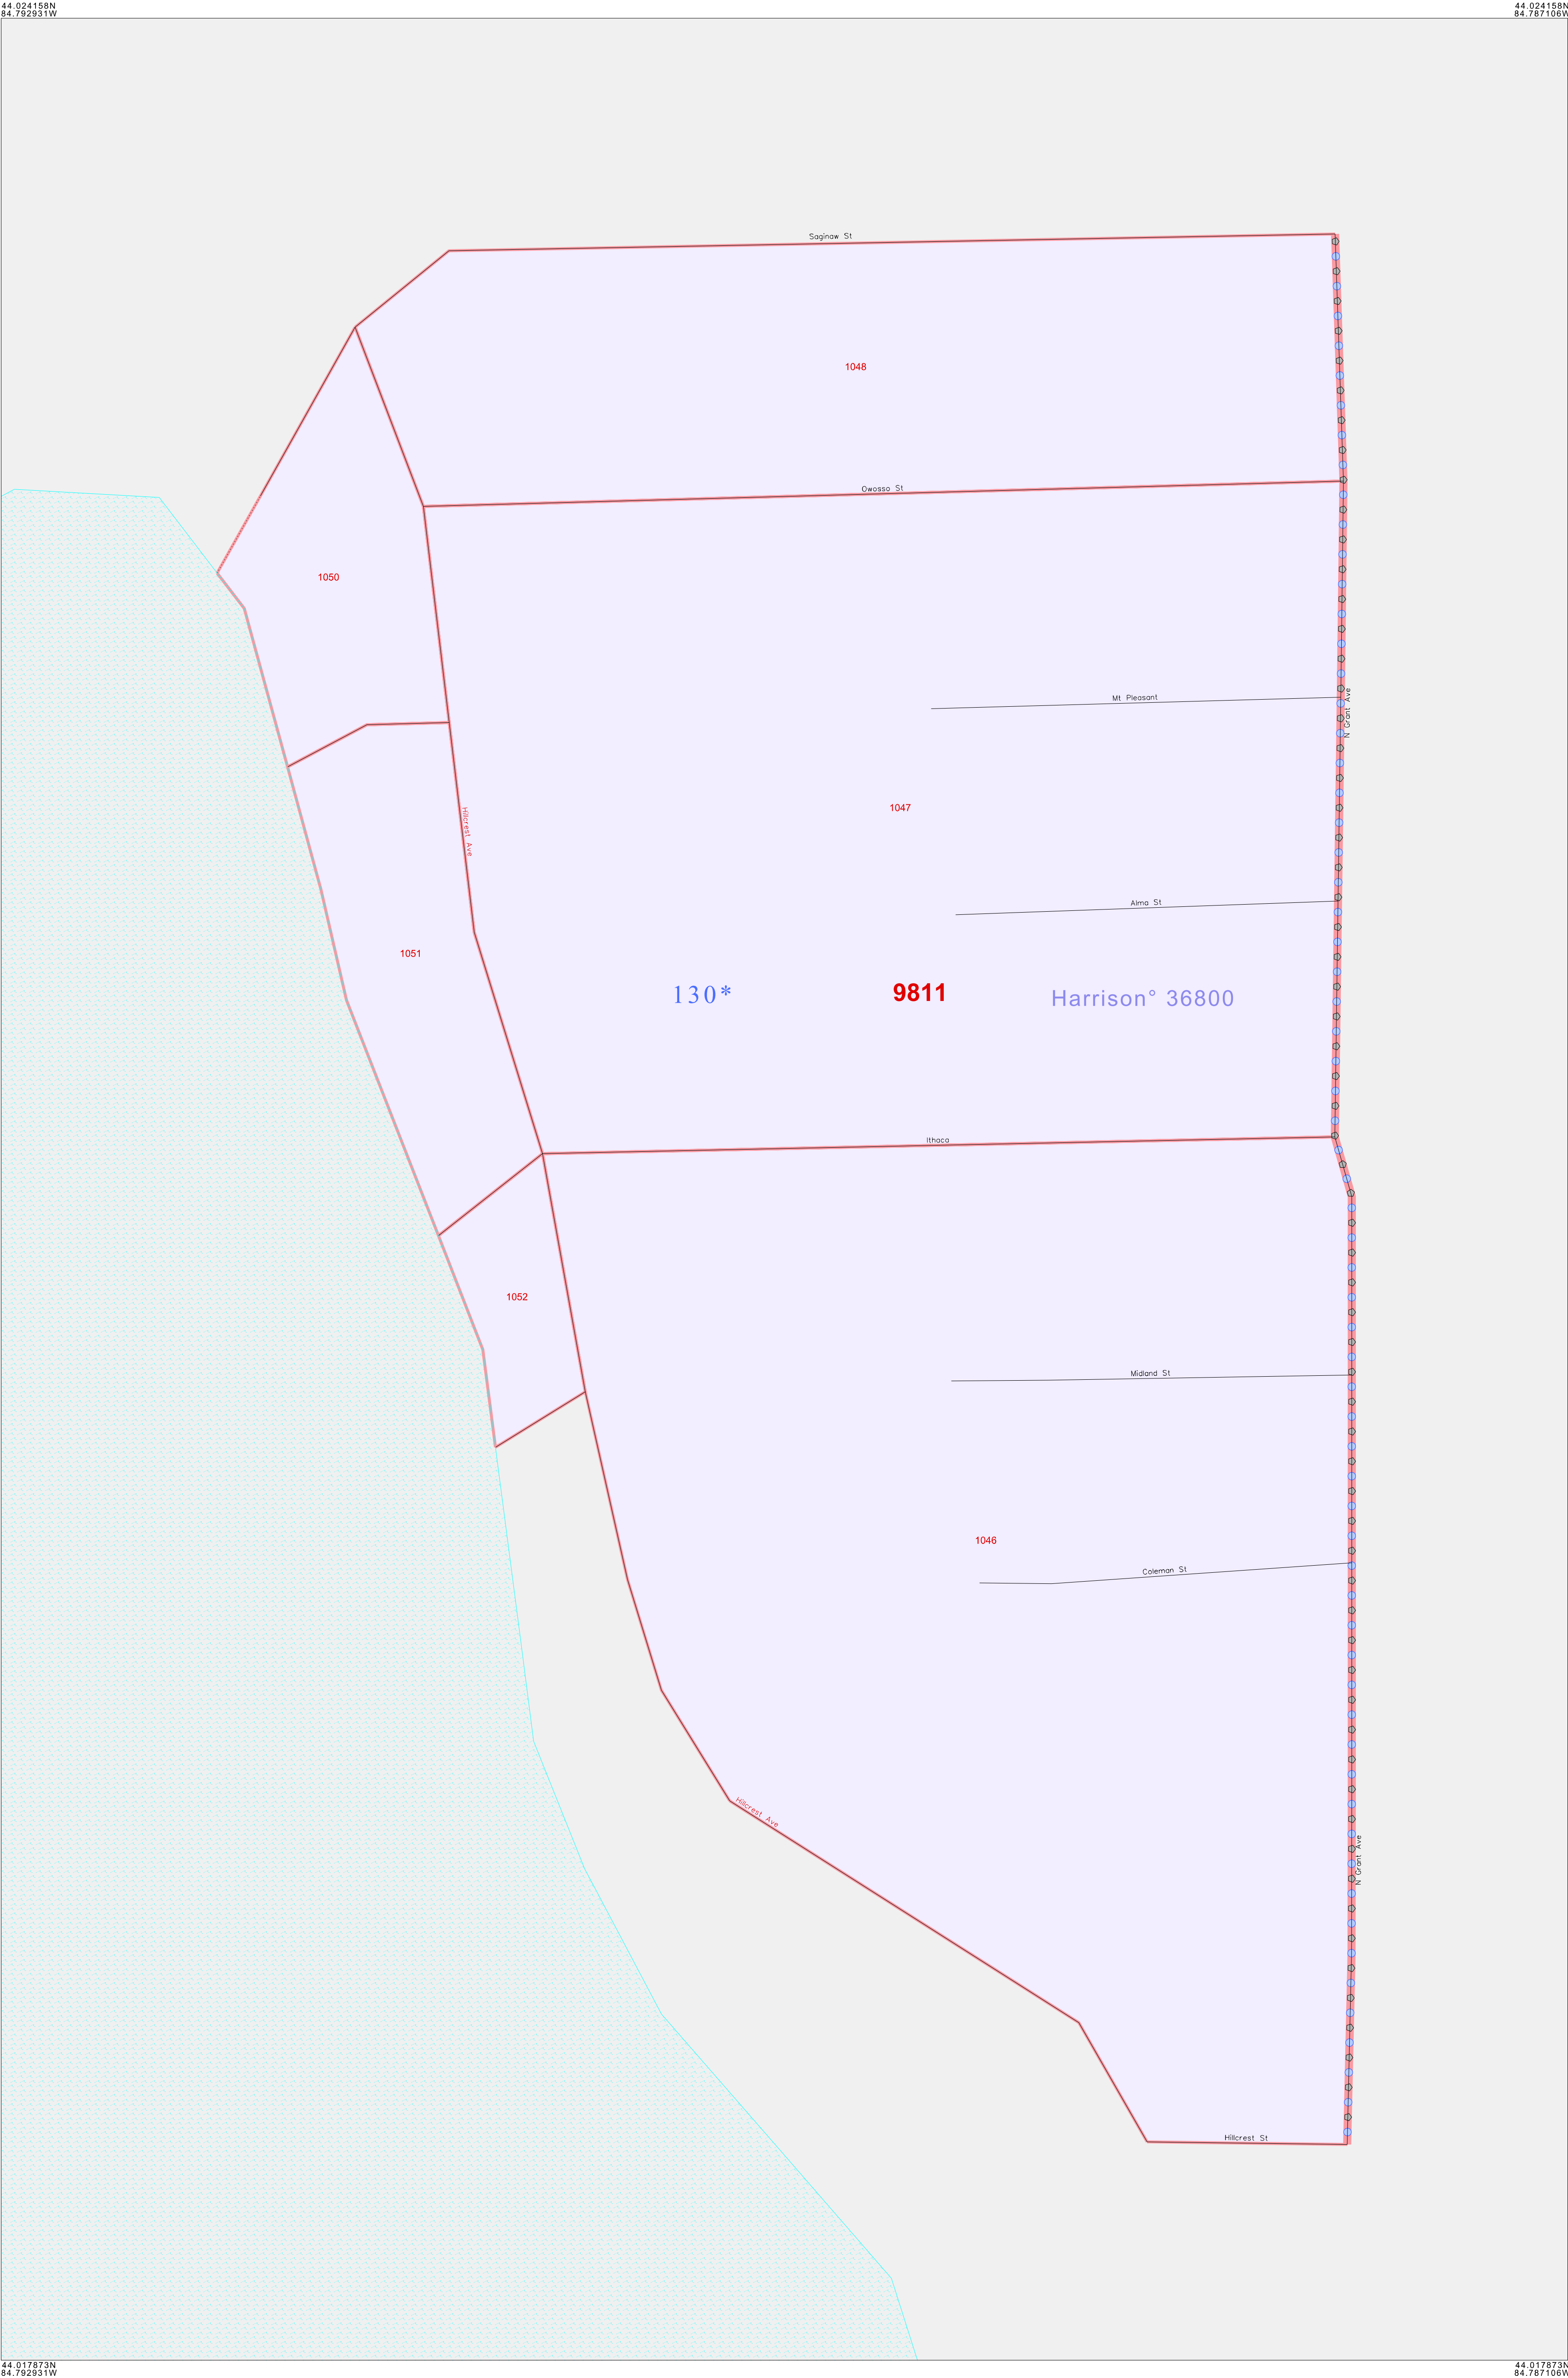 44.024158N
84.792931W
44.024158N
84.787106W
Saginaw St
1048
Owosso St
1050
Mt Pleasant
N Grant Ave
1047
Hillcrest Ave
Alma St
1051
130*
9811
Harrison° 36800
Ithaca
1052
Midland St
1046
Coleman St
Hillcrest Ave
N Grant Ave
Hillcrest St
44.017873N
84.792931W
44.017873N
84.787106W